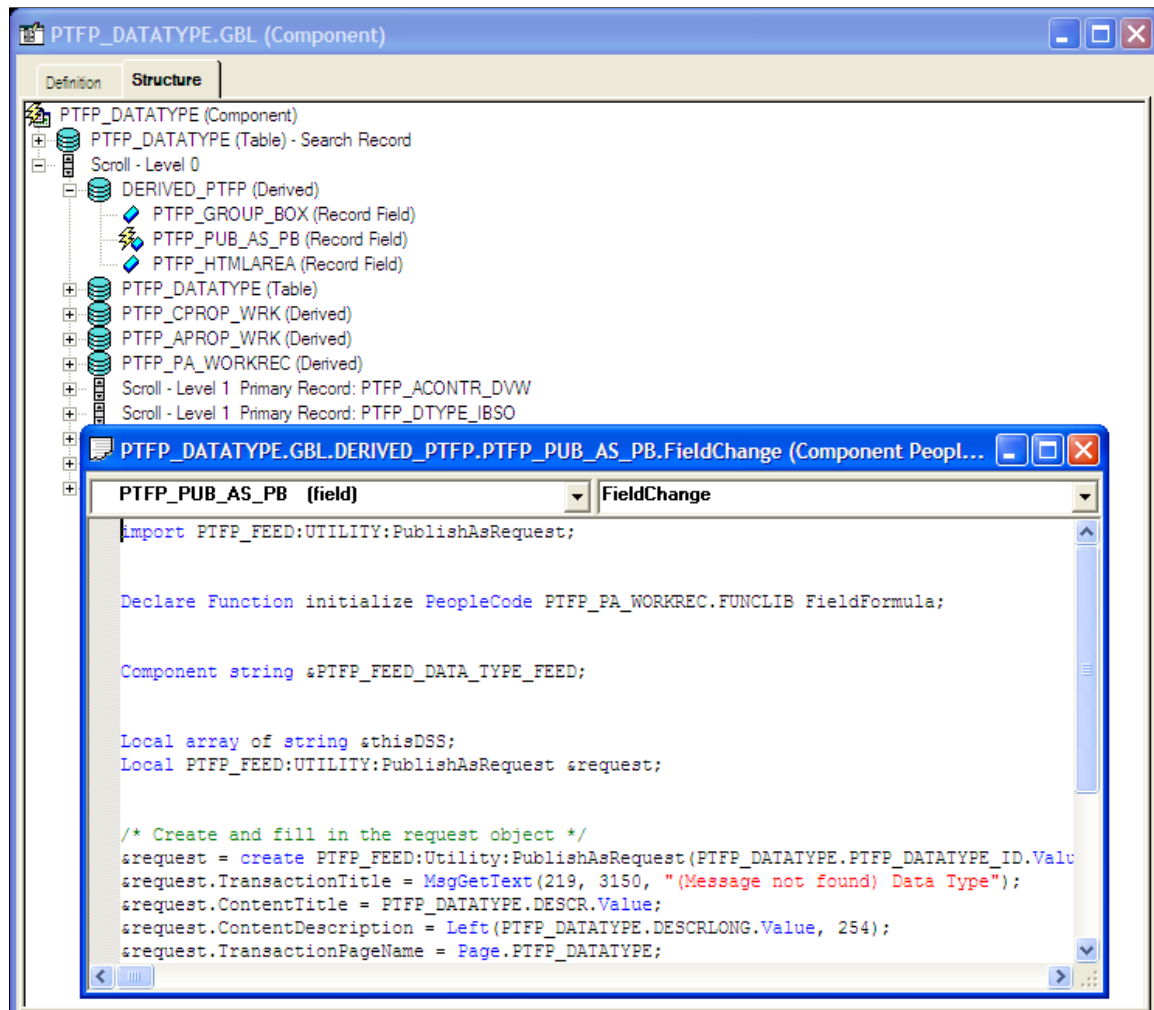 PTFP_DATATYPE.GBL (Component)
Definition Structure
PTFP_DATATYPE (Component)
PTFP_DATATYPE (Table) - Search Record
Scroll - Level 0
DERIVED_PTFP (Derived)
PTFP_GROUP_BOX (Record Field)
PTFP_PUB_AS_PB (Record Field)
PTFP_HTMLAREA (Record Field)
PTFP_DATATYPE (Table)
PTFP_CPROP_WRK (Derived)
PTFP_APROP_WRK (Derived)
PTFP_PA_WORKREC (Derived)
Scroll - Level 1 Primary Record: PTFP_ACONTR_DVW
Scroll - Level 1 Primary Record: PTFP_DTYPE_IBSO
PTFP_DATATYPE.GBL.DERIVED_PTFP.PTFP_PUB_AS_PB.FieldChange (Component Peopl...
PTFP_PUB_AS_PB (field) FieldChange
import PTFP_FEED:UTILITY:PublishAsRequest;
Declare Function initialize PeopleCode PTFP_PA_WORKREC.FUNCLIB FieldFormula;
Component string &PTFP_FEED_DATA_TYPE_FEED;
Local array of string &thisDSS;
Local PTFP_FEED:UTILITY:PublishAsRequest &request;
/* Create and fill in the request object */
&request = create PTFP_FEED:Utility:PublishAsRequest(PTFP_DATATYPE.PTFP_DATATYPE_ID.Valu
&request.TransactionTitle = MsgGetText(219, 3150, "(Message not found) Data Type");
&request.ContentTitle = PTFP_DATATYPE.DESCR.Value;
&request.ContentDescription = Left(PTFP_DATATYPE.DESCRLONG.Value, 254);
&request.TransactionPageName = Page.PTFP_DATATYPE;